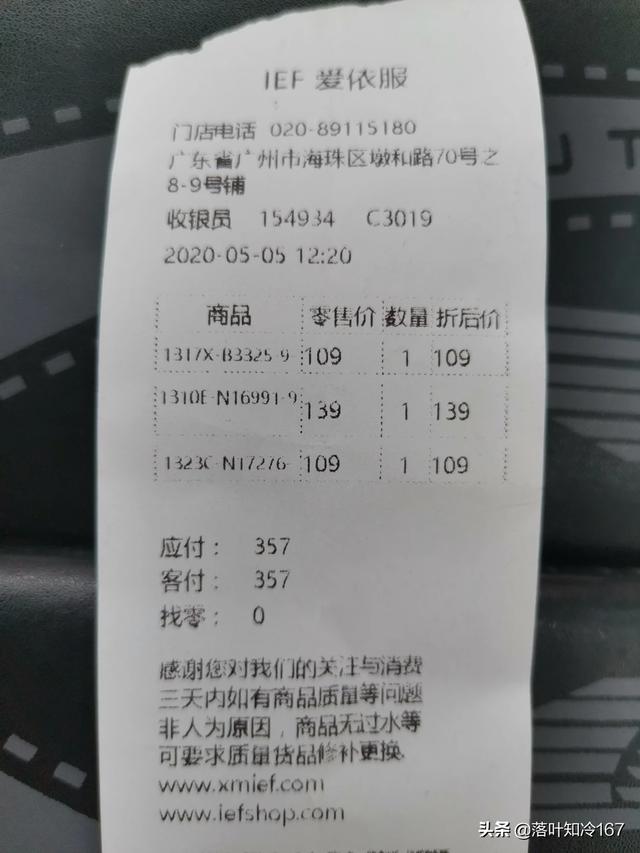 IEF 爱依服
门店电话 020-89115180
广东省广州市海珠区墩和路70号之
8-9号铺
收银员 154934 C3019
2020-05-05 12:20
商品 零售价 数量 折后价
1317X-B3325-9 109 1 109
1310E-N16991-9 139 1 139
1323C-N17276- 109 1 109
应付： 357
客付： 357
找零： 0
感谢您对我们的关注与消费
三天内如有商品质量等问题
非人为原因，商品无过水等
可要求质量货品修补更换.
www.xmief.com
www.iefshop.com
头条 @落叶知冷167